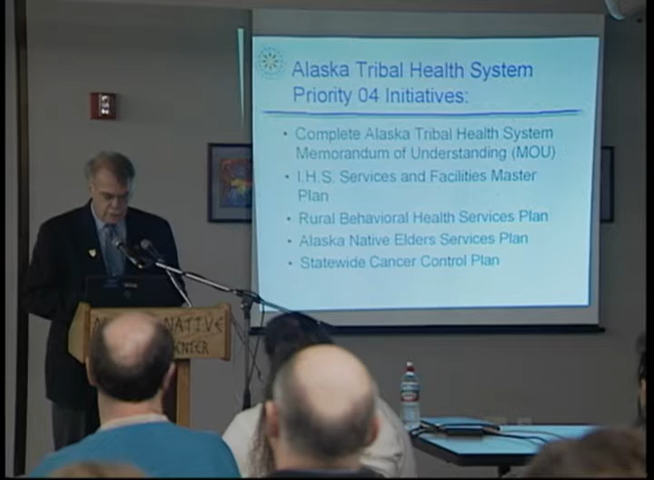 Alaska Tribal Health System
Priority 04 Initiatives:
• Complete Alaska Tribal Health System
Memorandum of Understanding (MOU)
• I.H.S. Services and Facilities Master
Plan
• Rural Behavioral Health Services Plan
• Alaska Native Elders Services Plan
• Statewide Cancer Control Plan
NATIVE
CENTER